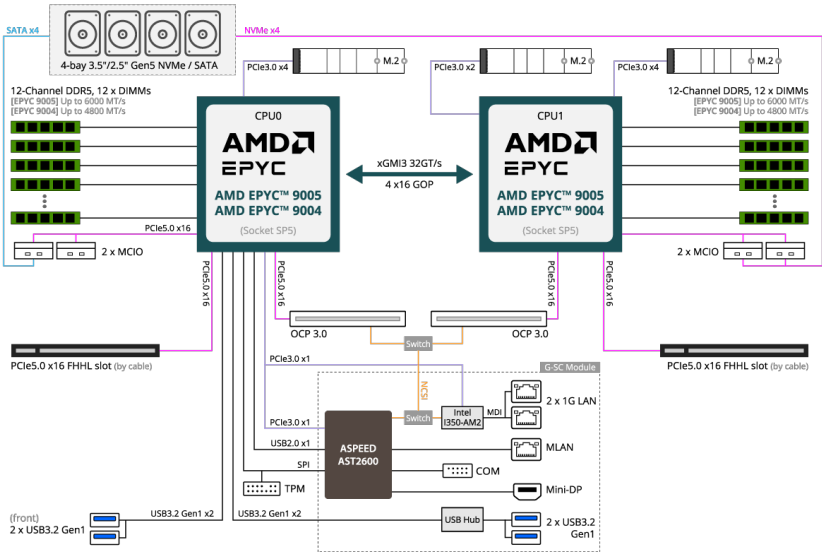 SATA x4
NVMe x4
4-bay 3.5"/2.5" Gen5 NVMe / SATA
PCIe3.0 x4
M.2
PCIe3.0 x2
M.2
PCIe3.0 x4
M.2
12-Channel DDR5, 12 x DIMMs
[EPYC 9005] Up to 6000 MT/s
[EPYC 9004] Up to 4800 MT/s
12-Channel DDR5, 12 x DIMMs
[EPYC 9005] Up to 6000 MT/s
[EPYC 9004] Up to 4800 MT/s
CPU0
AMD
EPYC
AMD EPYC™ 9005
AMD EPYC™ 9004
(Socket SP5)
xGMI3 32GT/s
4 x16 GOP
CPU1
AMD
EPYC
AMD EPYC™ 9005
AMD EPYC™ 9004
(Socket SP5)
PCIe5.0 x16
2 x MCIO
2 x MCIO
PCIe5.0 x16
PCIe5.0 x16
PCIe5.0 x16
PCIe5.0 x16
OCP 3.0
OCP 3.0
Switch
PCIe5.0 x16 FHHL slot (by cable)
PCIe5.0 x16 FHHL slot (by cable)
PCIe3.0 x1
G-SC Module
NCSI
Switch
Intel
I350-AM2
MDI
2 x 1G LAN
PCIe3.0 x1
USB2.0 x1
SPI
TPM
ASPEED
AST2600
MLAN
COM
Mini-DP
(front)
2 x USB3.2 Gen1
USB3.2 Gen1 x2
USB3.2 Gen1 x2
USB Hub
2 x USB3.2
Gen1